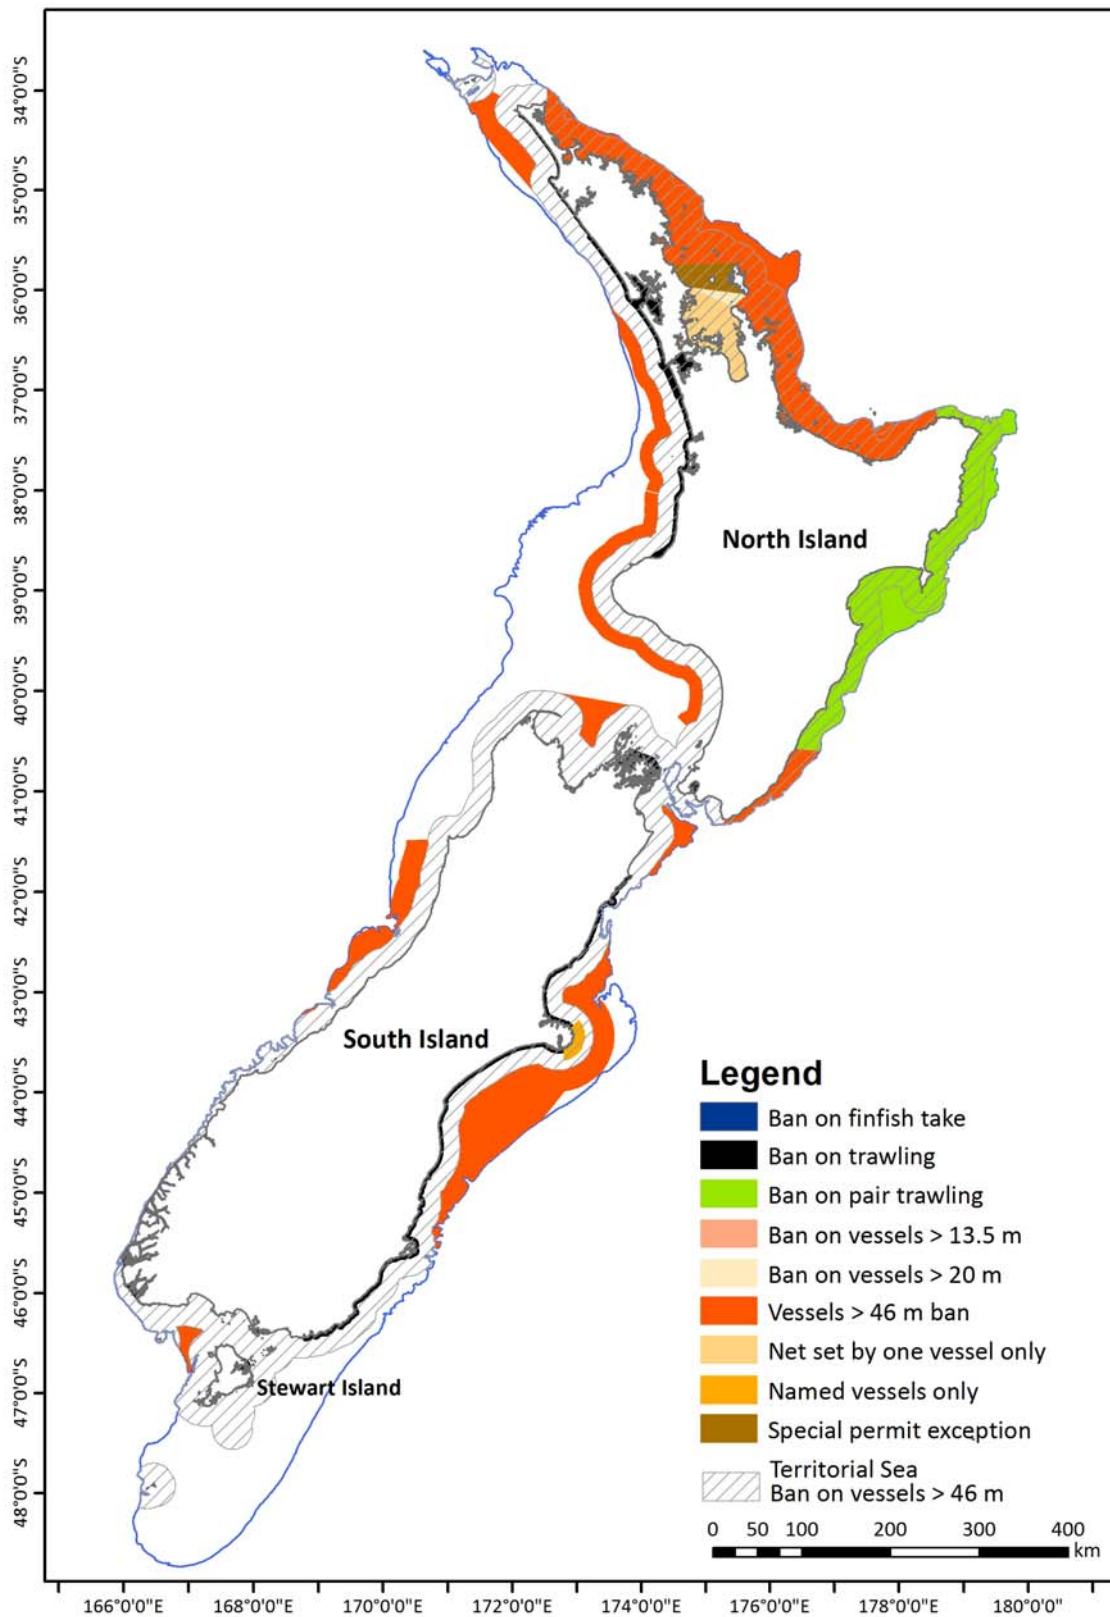 34°0'0"S
35°0'0"S
36°0'0"S
37°0'0"S
38°0'0"S
39°0'0"S
40°0'0"S
41°0'0"S
42°0'0"S
43°0'0"S
44°0'0"S
45°0'0"S
46°0'0"S
47°0'0"S
48°0'0"S
North Island
South Island
Stewart Island
Legend
Ban on finfish take
Ban on trawling
Ban on pair trawling
Ban on vessels > 13.5 m
Ban on vessels > 20 m
Vessels > 46 m ban
Net set by one vessel only
Named vessels only
Special permit exception
Territorial Sea
Ban on vessels > 46 m
0 50 100 200 300 400
km
166°0'0"E 168°0'0"E 170°0'0"E 172°0'0"E 174°0'0"E 176°0'0"E 178°0'0"E 180°0'0"